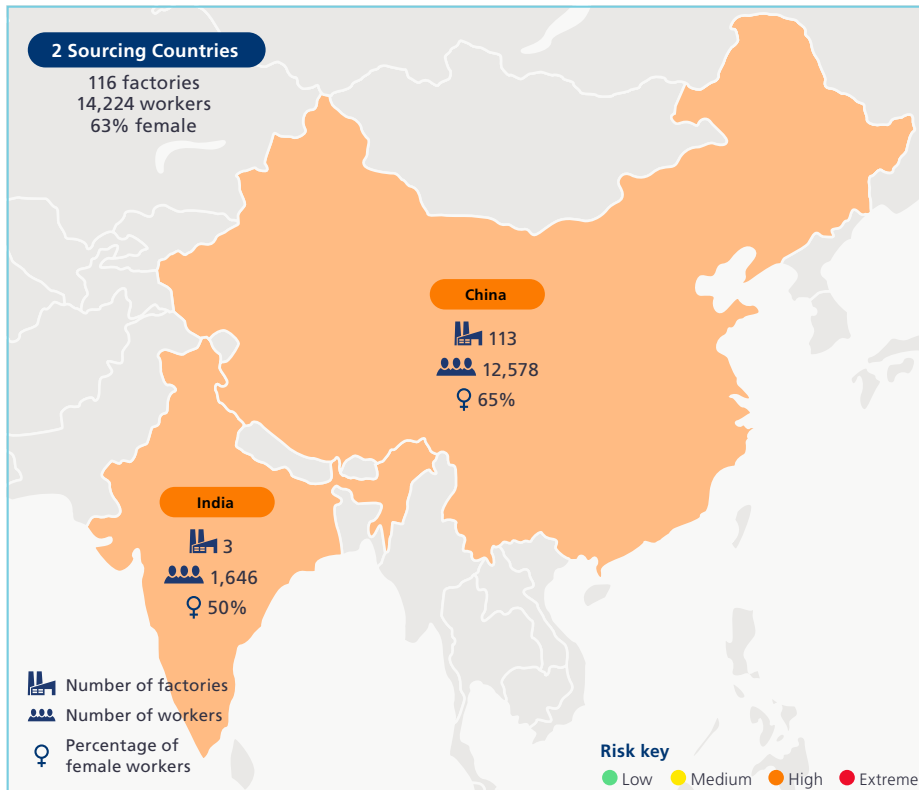 2 Sourcing Countries
116 factories
14,224 workers
63% female
China
113
12,578
65%
India
3
1,646
50%
Number of factories
Number of workers
Percentage of
female workers
Risk key
Low Medium High Extreme